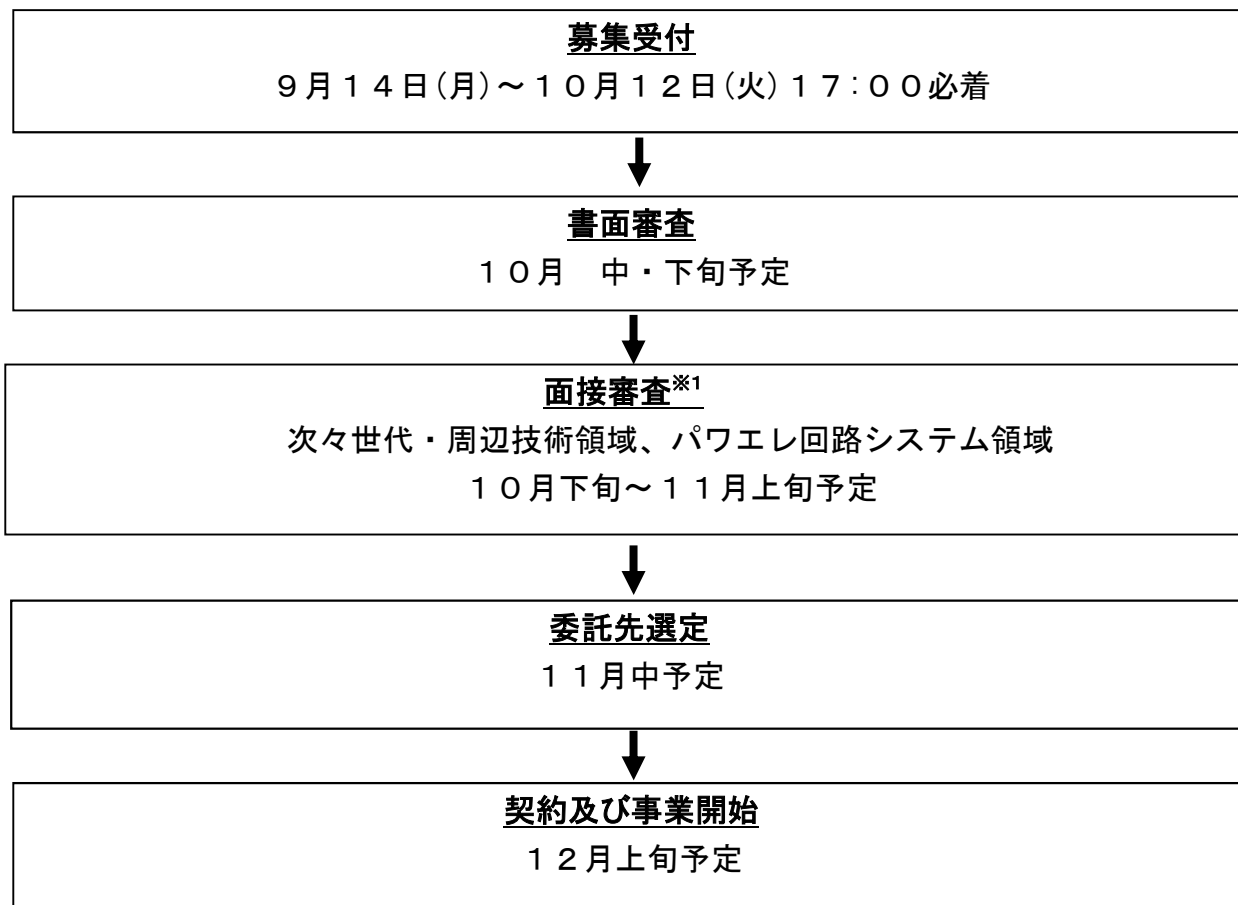 募集受付
９月１４日(月)～１０月１２日(火)１７:００必着
書面審査
１０月　中・下旬予定
面接審査※1
次々世代・周辺技術領域、パワエレ回路システム領域
１０月下旬～１１月上旬予定
委託先選定
１１月中予定
契約及び事業開始
１２月上旬予定